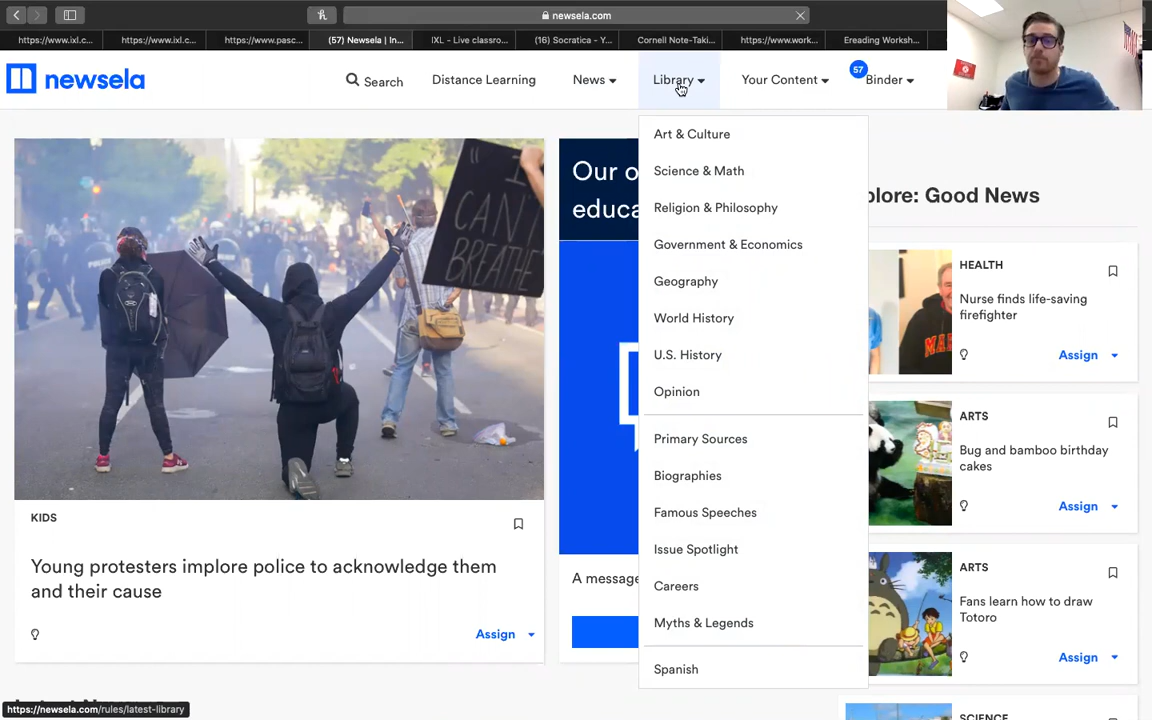 newsela.com
https://www.ixl.c...
https://www.ixl.c...
https://www.pasc...
(57) Newsela | In...
IXL - Live classro...
(16) Socratica - Y...
Cornell Note-Taki...
https://www.work...
Ereading Worksh...
newsela
Search
Distance Learning
News
Library
Your Content
57
Binder
Art & Culture
Science & Math
Religion & Philosophy
Government & Economics
Geography
World History
U.S. History
Opinion
Primary Sources
Biographies
Famous Speeches
Issue Spotlight
Careers
Myths & Legends
Spanish
"I
CAN'T
BREATHE
KIDS
Young protesters implore police to acknowledge them
and their cause
Assign
Our o
educa
A message
plore: Good News
HEALTH
Nurse finds life-saving
firefighter
Assign
ARTS
Bug and bamboo birthday
cakes
Assign
ARTS
Fans learn how to draw
Totoro
Assign
SCIENCE
https://newsela.com/rules/latest-library